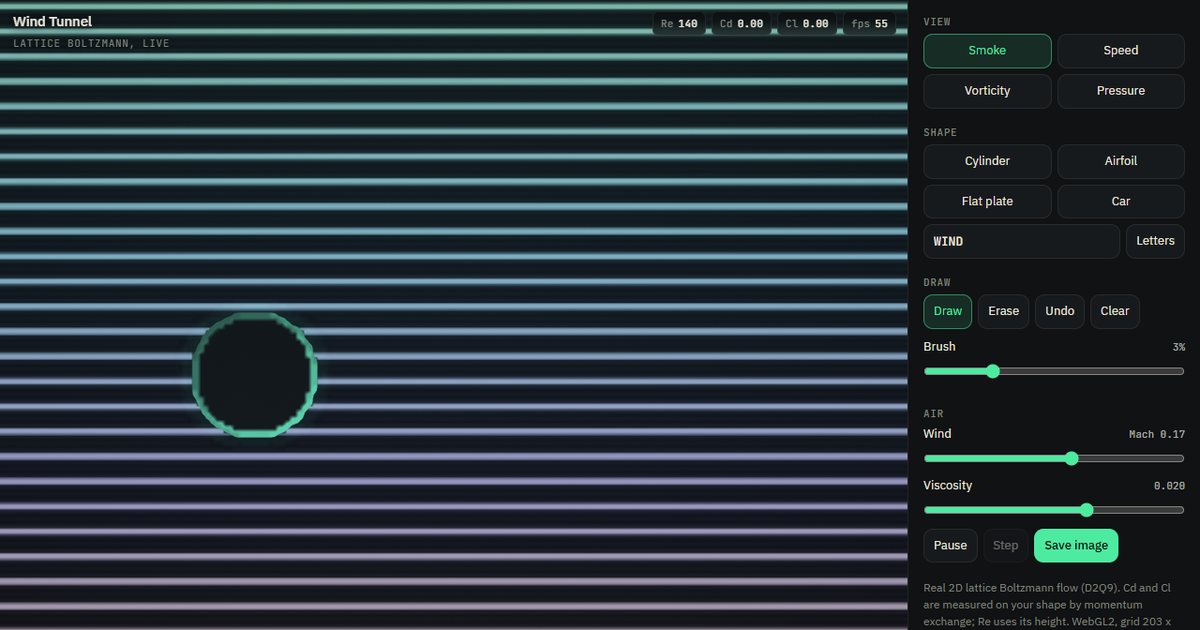 Wind Tunnel
LATTICE BOLTZMANN, LIVE
Re 140
Cd 0.00
Cl 0.00
fps 55
VIEW
Smoke
Speed
Vorticity
Pressure
SHAPE
Cylinder
Airfoil
Flat plate
Car
WIND
Letters
DRAW
Draw
Erase
Undo
Clear
Brush
3%
AIR
Wind
Mach 0.17
Viscosity
0.020
Pause
Step
Save image
Real 2D lattice Boltzmann flow (D2Q9). Cd and Cl
are measured on your shape by momentum
exchange; Re uses its height. WebGL2, grid 203 x